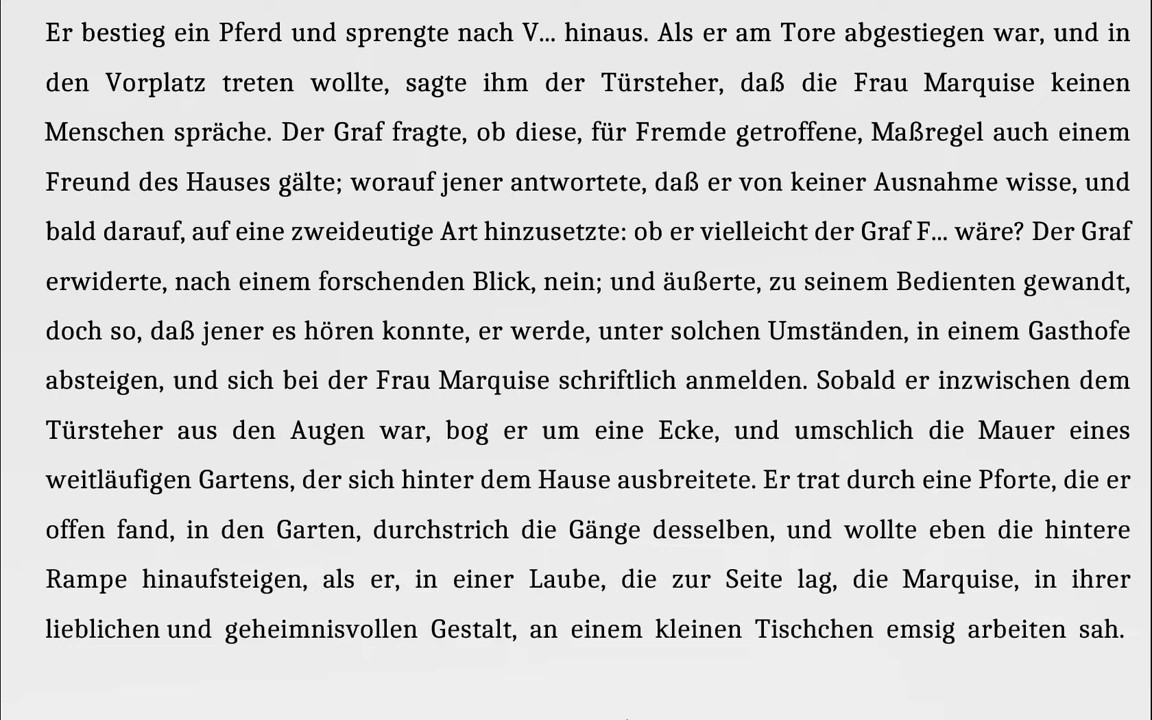 Er bestieg ein Pferd und sprengte nach V... hinaus. Als er am Tore abgestiegen war, und in
den Vorplatz treten wollte, sagte ihm der Türsteher, daß die Frau Marquise keinen
Menschen spräche. Der Graf fragte, ob diese, für Fremde getroffene, Maßregel auch einem
Freund des Hauses gälte; worauf jener antwortete, daß er von keiner Ausnahme wisse, und
bald darauf, auf eine zweideutige Art hinzusetzte: ob er vielleicht der Graf F... wäre? Der Graf
erwiderte, nach einem forschenden Blick, nein; und äußerte, zu seinem Bedienten gewandt,
doch so, daß jener es hören konnte, er werde, unter solchen Umständen, in einem Gasthofe
absteigen, und sich bei der Frau Marquise schriftlich anmelden. Sobald er inzwischen dem
Türsteher aus den Augen war, bog er um eine Ecke, und umschlich die Mauer eines
weitläufigen Gartens, der sich hinter dem Hause ausbreitete. Er trat durch eine Pforte, die er
offen fand, in den Garten, durchstrich die Gänge desselben, und wollte eben die hintere
Rampe hinaufsteigen, als er, in einer Laube, die zur Seite lag, die Marquise, in ihrer
lieblichen und geheimnisvollen Gestalt, an einem kleinen Tischchen emsig arbeiten sah.